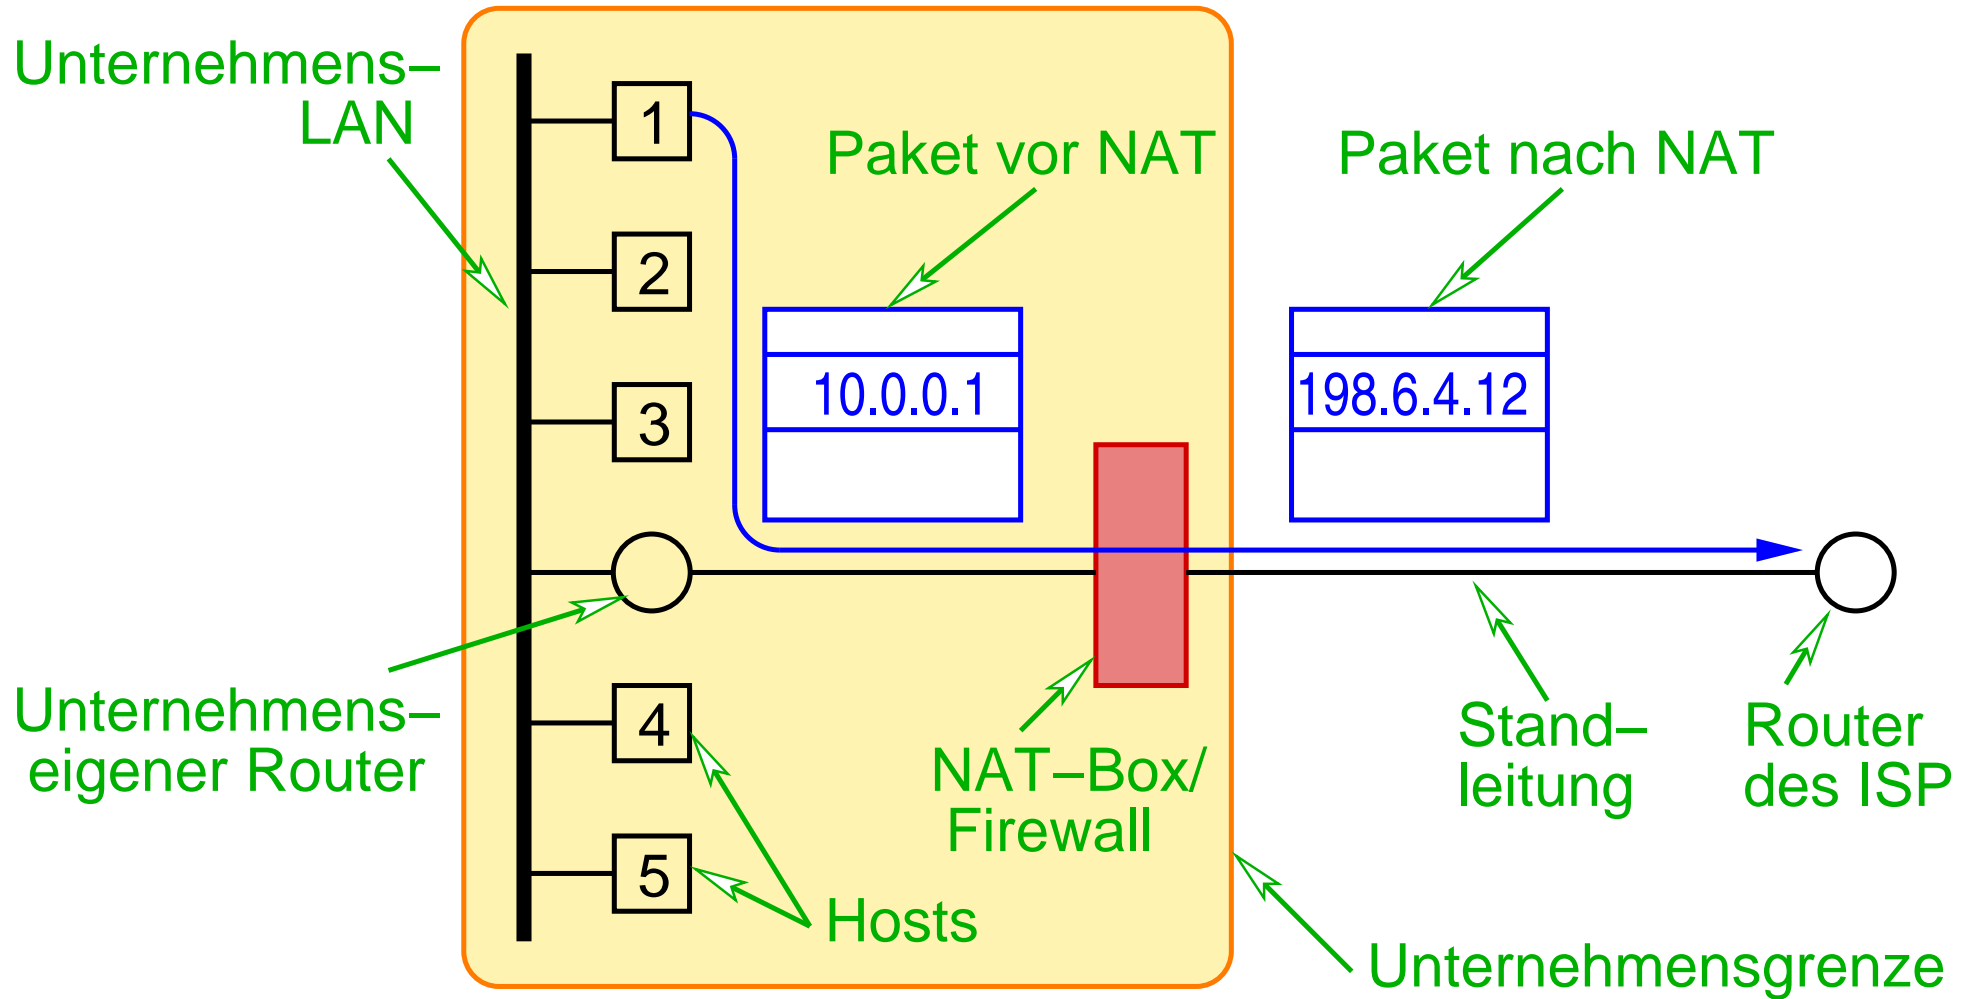 Unternehmens–
LAN
1
2
3
4
5
Paket vor NAT
10.0.0.1
Paket nach NAT
198.6.4.12
Unternehmens–
eigener Router
NAT–Box/
Firewall
Hosts
Stand–
leitung
Router
des ISP
Unternehmensgrenze